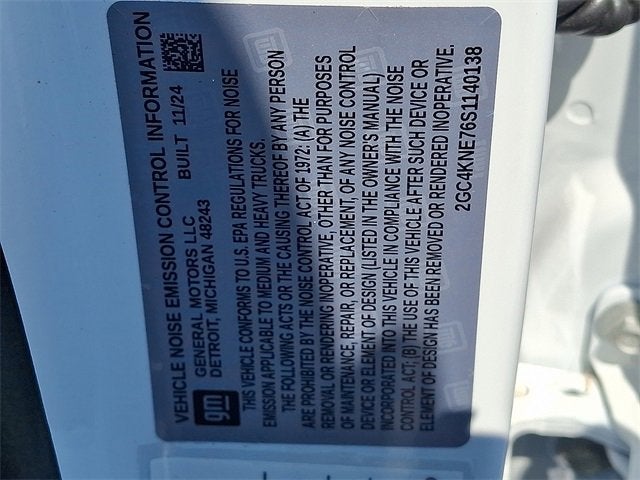 VEHICLE NOISE EMISSION CONTROL INFORMATION
gm
GENERAL MOTORS LLC
DETROIT, MICHIGAN 48243
BUILT 11/24
THIS VEHICLE CONFORMS TO U.S. EPA REGULATIONS FOR NOISE
EMISSION APPLICABLE TO MEDIUM AND HEAVY TRUCKS.
THE FOLLOWING ACTS OR THE CAUSING THEREOF BY ANY PERSON
ARE PROHIBITED BY THE NOISE CONTROL ACT OF 1972: (A) THE
REMOVAL OR RENDERING INOPERATIVE, OTHER THAN FOR PURPOSES
OF MAINTENANCE, REPAIR, OR REPLACEMENT, OF ANY NOISE CONTROL
DEVICE OR ELEMENT OF DESIGN (LISTED IN THE OWNER'S MANUAL)
INCORPORATED INTO THIS VEHICLE IN COMPLIANCE WITH THE NOISE
CONTROL ACT; (B) THE USE OF THIS VEHICLE AFTER SUCH DEVICE OR
ELEMENT OF DESIGN HAS BEEN REMOVED OR RENDERED INOPERATIVE.
2GC4KNE76S1140138